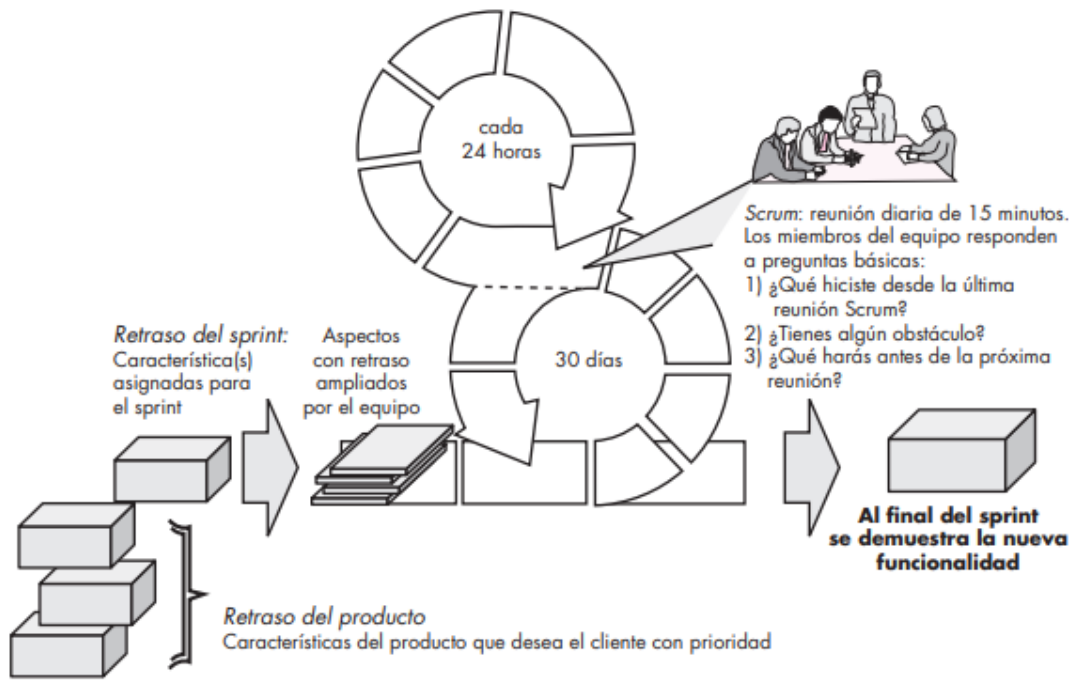 cada
24 horas
Scrum: reunión diaria de 15 minutos.
Los miembros del equipo responden
a preguntas básicas:
1) ¿Qué hiciste desde la última
reunión Scrum?
2) ¿Tienes algún obstáculo?
3) ¿Qué harás antes de la próxima
reunión?
Retraso del sprint:
Característica(s)
asignadas para
el sprint
Aspectos
con retraso
ampliados
por el equipo
30 días
Al final del sprint
se demuestra la nueva
funcionalidad
Retraso del producto
Características del producto que desea el cliente con prioridad